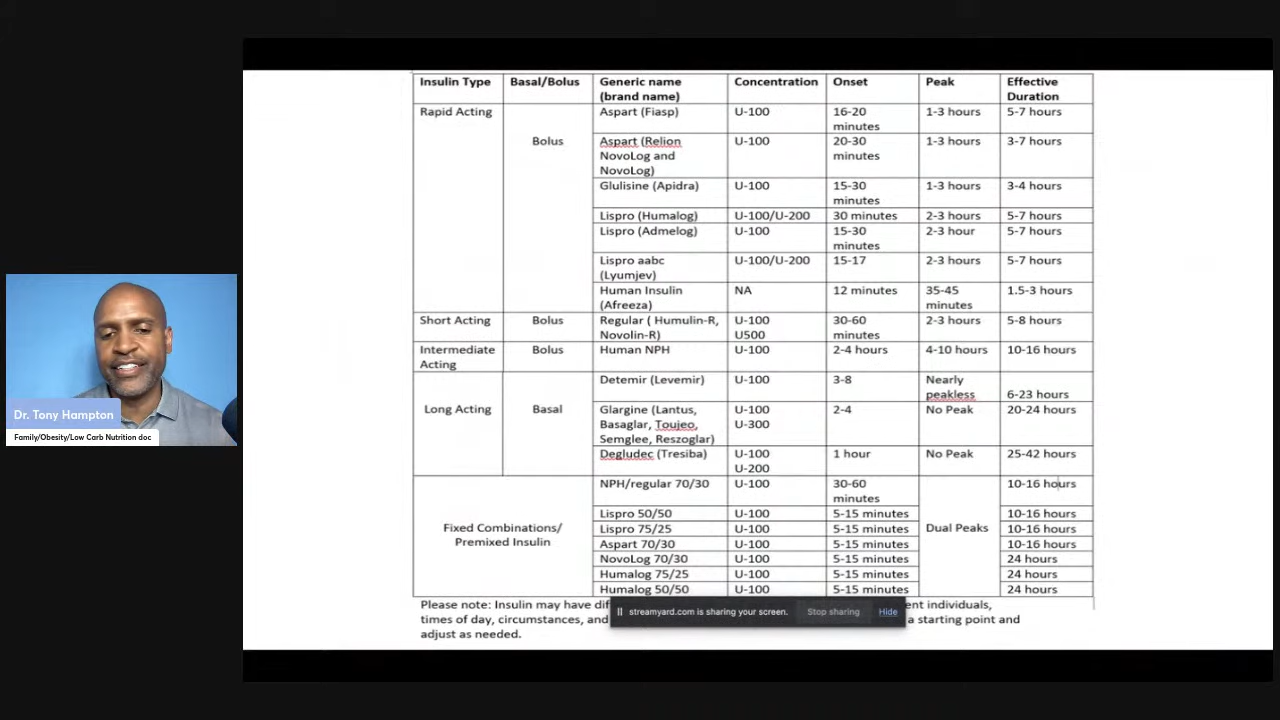 Insulin Type Basal/Bolus Generic name Concentration Onset Peak Effective
(brand name) Duration
Rapid Acting Aspart (Fiasp) U-100 16-20 1-3 hours 5-7 hours
minutes
Bolus Aspart (Relion U-100 20-30 1-3 hours 3-7 hours
NovoLog and minutes
NovoLog)
Glulisine (Apidra) U-100 15-30 1-3 hours 3-4 hours
minutes
Lispro (Humalog) U-100/U-200 30 minutes 2-3 hours 5-7 hours
Lispro (Admelog) U-100 15-30 2-3 hour 5-7 hours
minutes
Lispro aabc U-100/U-200 15-17 2-3 hours 5-7 hours
(Lyumjev)
Human Insulin NA 12 minutes 35-45 1.5-3 hours
(Afreeza) minutes
Short Acting Bolus Regular ( Humulin-R, U-100 30-60 2-3 hours 5-8 hours
Novolin-R) U500 minutes
Intermediate Bolus Human NPH U-100 2-4 hours 4-10 hours 10-16 hours
Acting
Detemir (Levemir) U-100 3-8 Nearly
peakless 6-23 hours
Long Acting Basal Glargine (Lantus, U-100 2-4 No Peak 20-24 hours
Basaglar, Toujeo, U-300
Semglee, Reszoglar)
Degludec (Tresiba) U-100 1 hour No Peak 25-42 hours
U-200
NPH/regular 70/30 U-100 30-60 10-16 hours
minutes
Lispro 50/50 U-100 5-15 minutes 10-16 hours
Fixed Combinations/ Lispro 75/25 U-100 5-15 minutes Dual Peaks 10-16 hours
Premixed Insulin Aspart 70/30 U-100 5-15 minutes 10-16 hours
NovoLog 70/30 U-100 5-15 minutes 24 hours
Humalog 75/25 U-100 5-15 minutes 24 hours
Humalog 50/50 U-100 5-15 minutes 24 hours
Please note: Insulin may have individuals,
streamyard.com is sharing your screen. Stop sharing Hide
times of day, circumstances, and a starting point and
adjust as needed.
Dr. Tony Hampton
Family/Obesity/Low Carb Nutrition doc